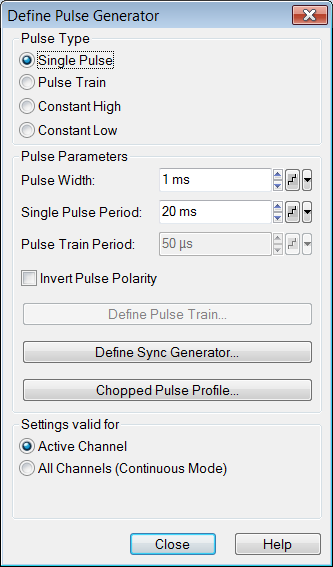 Define Pulse Generator
Pulse Type
Single Pulse
Pulse Train
Constant High
Constant Low
Pulse Parameters
Pulse Width: 1 ms
Single Pulse Period: 20 ms
Pulse Train Period: 50 µs
Invert Pulse Polarity
Define Pulse Train...
Define Sync Generator...
Chopped Pulse Profile...
Settings valid for
Active Channel
All Channels (Continuous Mode)
Close Help